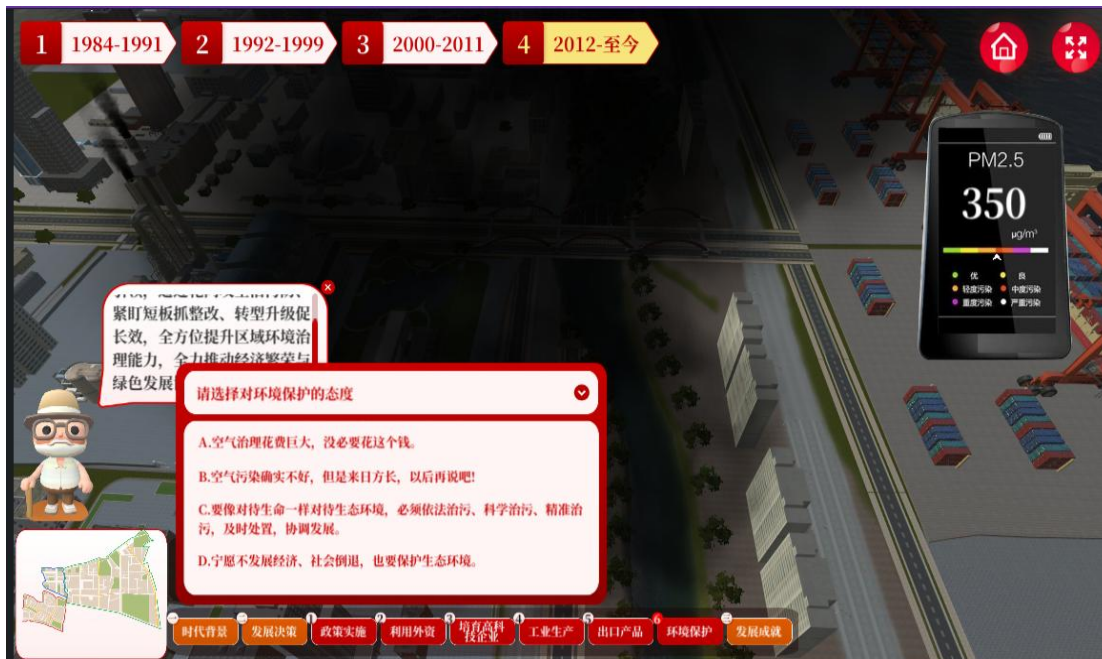 1 1984-1991
2 1992-1999
3 2000-2011
4 2012-至今
PM2.5
350
μg/m³
优
良
轻度污染
中度污染
重度污染
严重污染
紧盯短板抓整改、转型升级促
长效，全方位提升区域环境治
理能力，全力推动经济繁荣与
绿色发展
请选择对环境保护的态度
A.空气治理花费巨大，没必要花这个钱。
B.空气污染确实不好，但是来日方长，以后再说吧!
C.要像对待生命一样对待生态环境，必须依法治污、科学治污、精准治
污，及时处置，协调发展。
D.宁愿不发展经济、社会倒退，也要保护生态环境。
一 时代背景
二 发展决策
1 政策实施
2 利用外资
3 培育高科
技企业
4 工业生产
5 出口产品
6 环境保护
三 发展成就